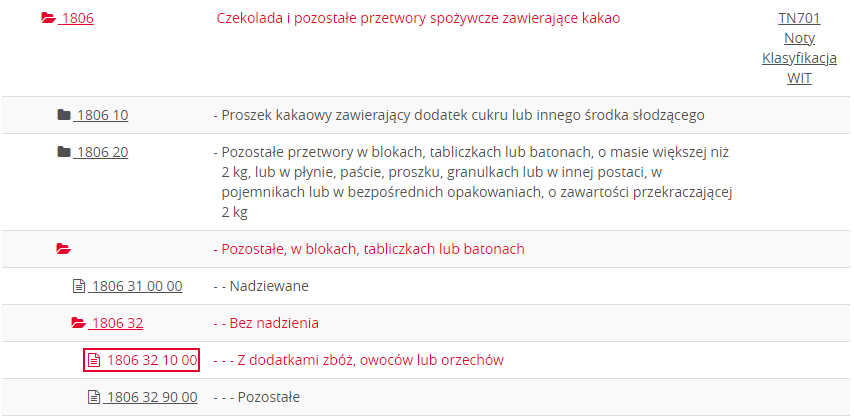 1806 Czekolada i pozostałe przetwory spożywcze zawierające kakao TN701
Noty
Klasyfikacja
WIT
1806 10 - Proszek kakaowy zawierający dodatek cukru lub innego środka słodzącego
1806 20 - Pozostałe przetwory w blokach, tabliczkach lub batonach, o masie większej niż
2 kg, lub w płynie, paście, proszku, granulkach lub w innej postaci, w
pojemnikach lub w bezpośrednich opakowaniach, o zawartości przekraczającej
2 kg
- Pozostałe, w blokach, tabliczkach lub batonach
1806 31 00 00 - - Nadziewane
1806 32 - - Bez nadzienia
1806 32 10 00 - - - Z dodatkami zbóż, owoców lub orzechów
1806 32 90 00 - - - Pozostałe